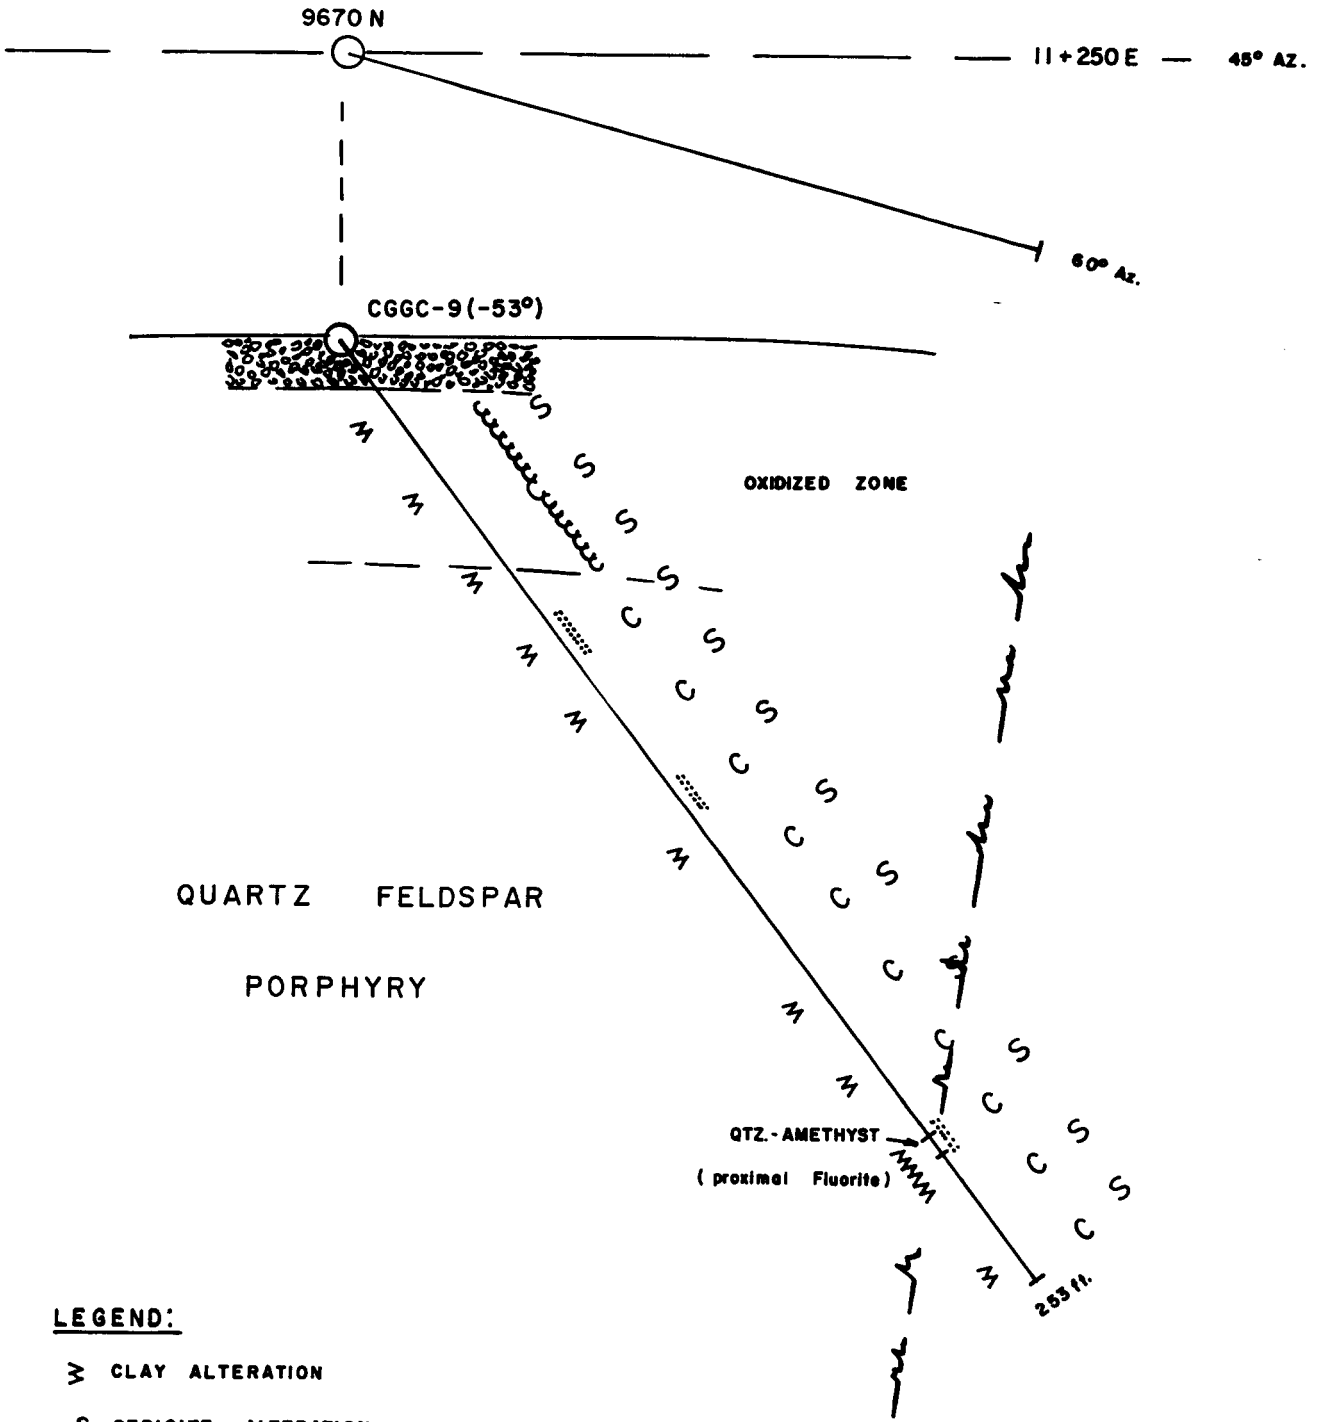 9670 N
11+250 E 45° AZ.
60° Az.
CGGC-9 (-53°)
OXIDIZED ZONE
QUARTZ FELDSPAR
PORPHYRY
QTZ.-AMETHYST
(proximal Fluorite)
253 ft.
LEGEND:
CLAY ALTERATION